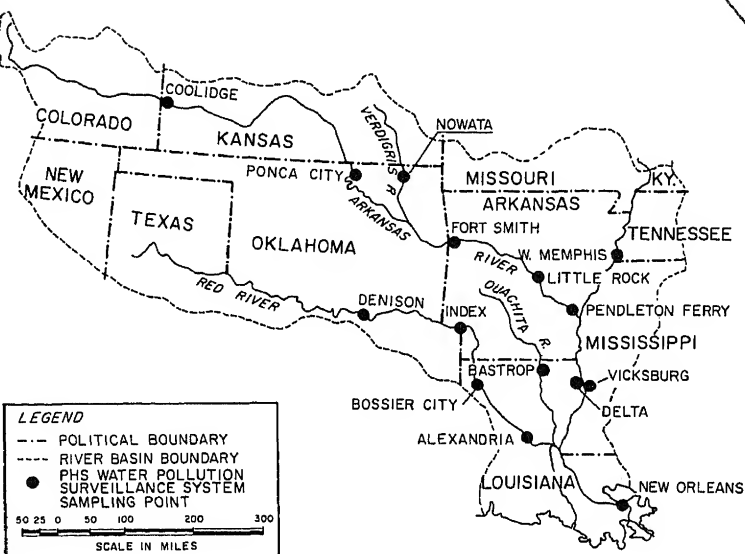 COOLIDGE
COLORADO
KANSAS
VERDIGRIS R.
NOWATA
NEW
MEXICO
PONCA CITY
ARKANSAS
MISSOURI
KY.
ARKANSAS
TEXAS
OKLAHOMA
FORT SMITH
TENNESSEE
RIVER
W. MEMPHIS
LITTLE ROCK
RED RIVER
OUACHITA R.
DENISON
INDEX
PENDLETON FERRY
MISSISSIPPI
BASTROP
VICKSBURG
BOSSIER CITY
DELTA
ALEXANDRIA
LOUISIANA
NEW ORLEANS
LEGEND
POLITICAL BOUNDARY
RIVER BASIN BOUNDARY
PHS WATER POLLUTION
SURVEILLANCE SYSTEM
SAMPLING POINT
50 25 0 50 100 200 300
SCALE IN MILES